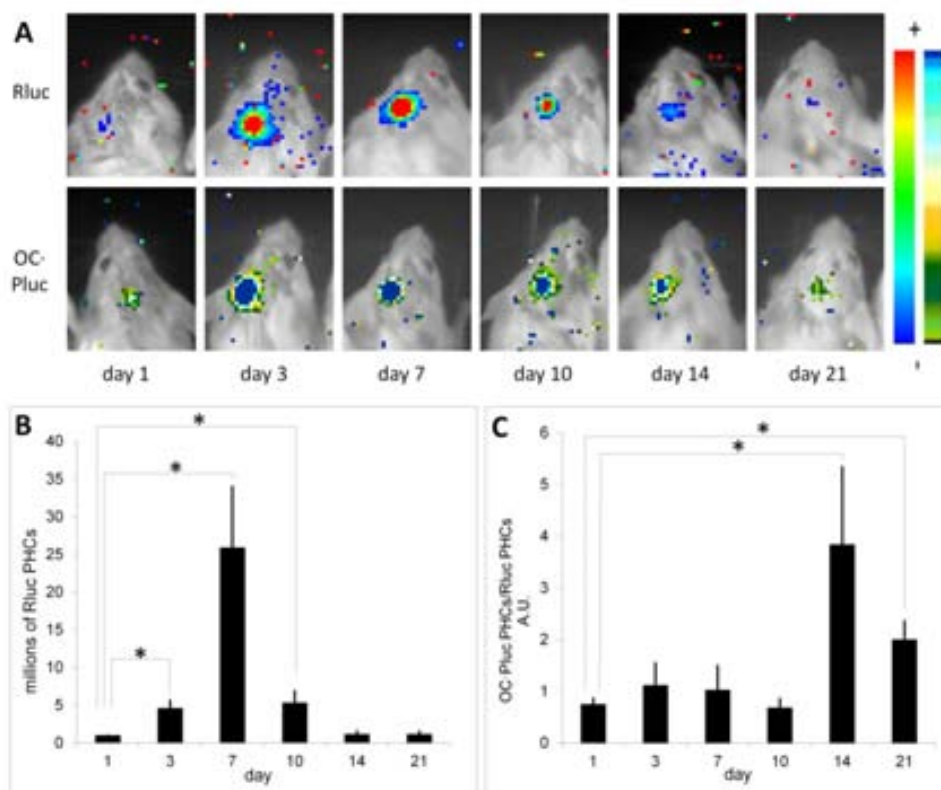 A
Rluc
+
OC-
Pluc
-
day 1 day 3 day 7 day 10 day 14 day 21
B
*
*
*
millions of Rluc PHCs
40
35
30
25
20
15
10
5
0
1 3 7 10 14 21
day
C
*
*
OC-Pluc PHCs/Rluc PHCs
A.U.
6
5
4
3
2
1
0
1 3 7 10 14 21
day